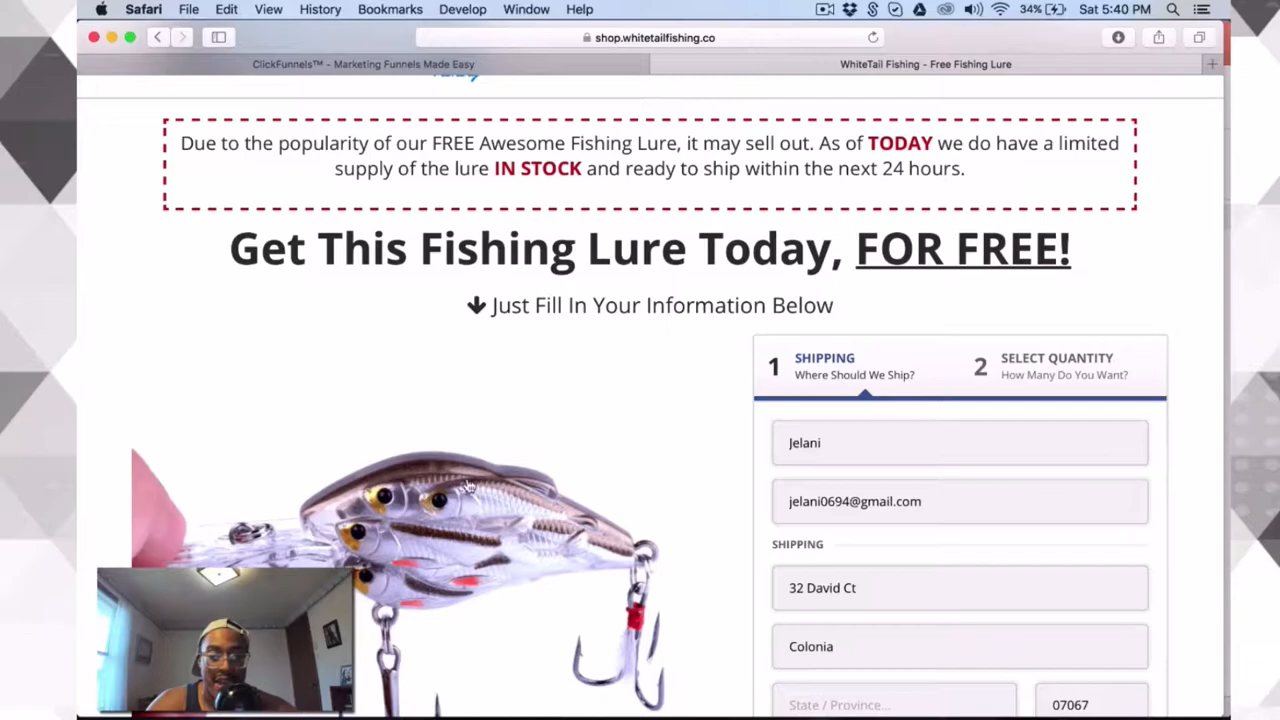 Safari File Edit View History Bookmarks Develop Window Help 34% Sat 5:40 PM
shop.whitetailfishing.co
ClickFunnels™ - Marketing Funnels Made Easy
WhiteTail Fishing - Free Fishing Lure
Due to the popularity of our FREE Awesome Fishing Lure, it may sell out. As of TODAY we do have a limited
supply of the lure IN STOCK and ready to ship within the next 24 hours.
Get This Fishing Lure Today, FOR FREE!
Just Fill In Your Information Below
1 SHIPPING
Where Should We Ship?
2 SELECT QUANTITY
How Many Do You Want?
Jelani
jelani0694@gmail.com
SHIPPING
32 David Ct
Colonia
State / Province... 07067